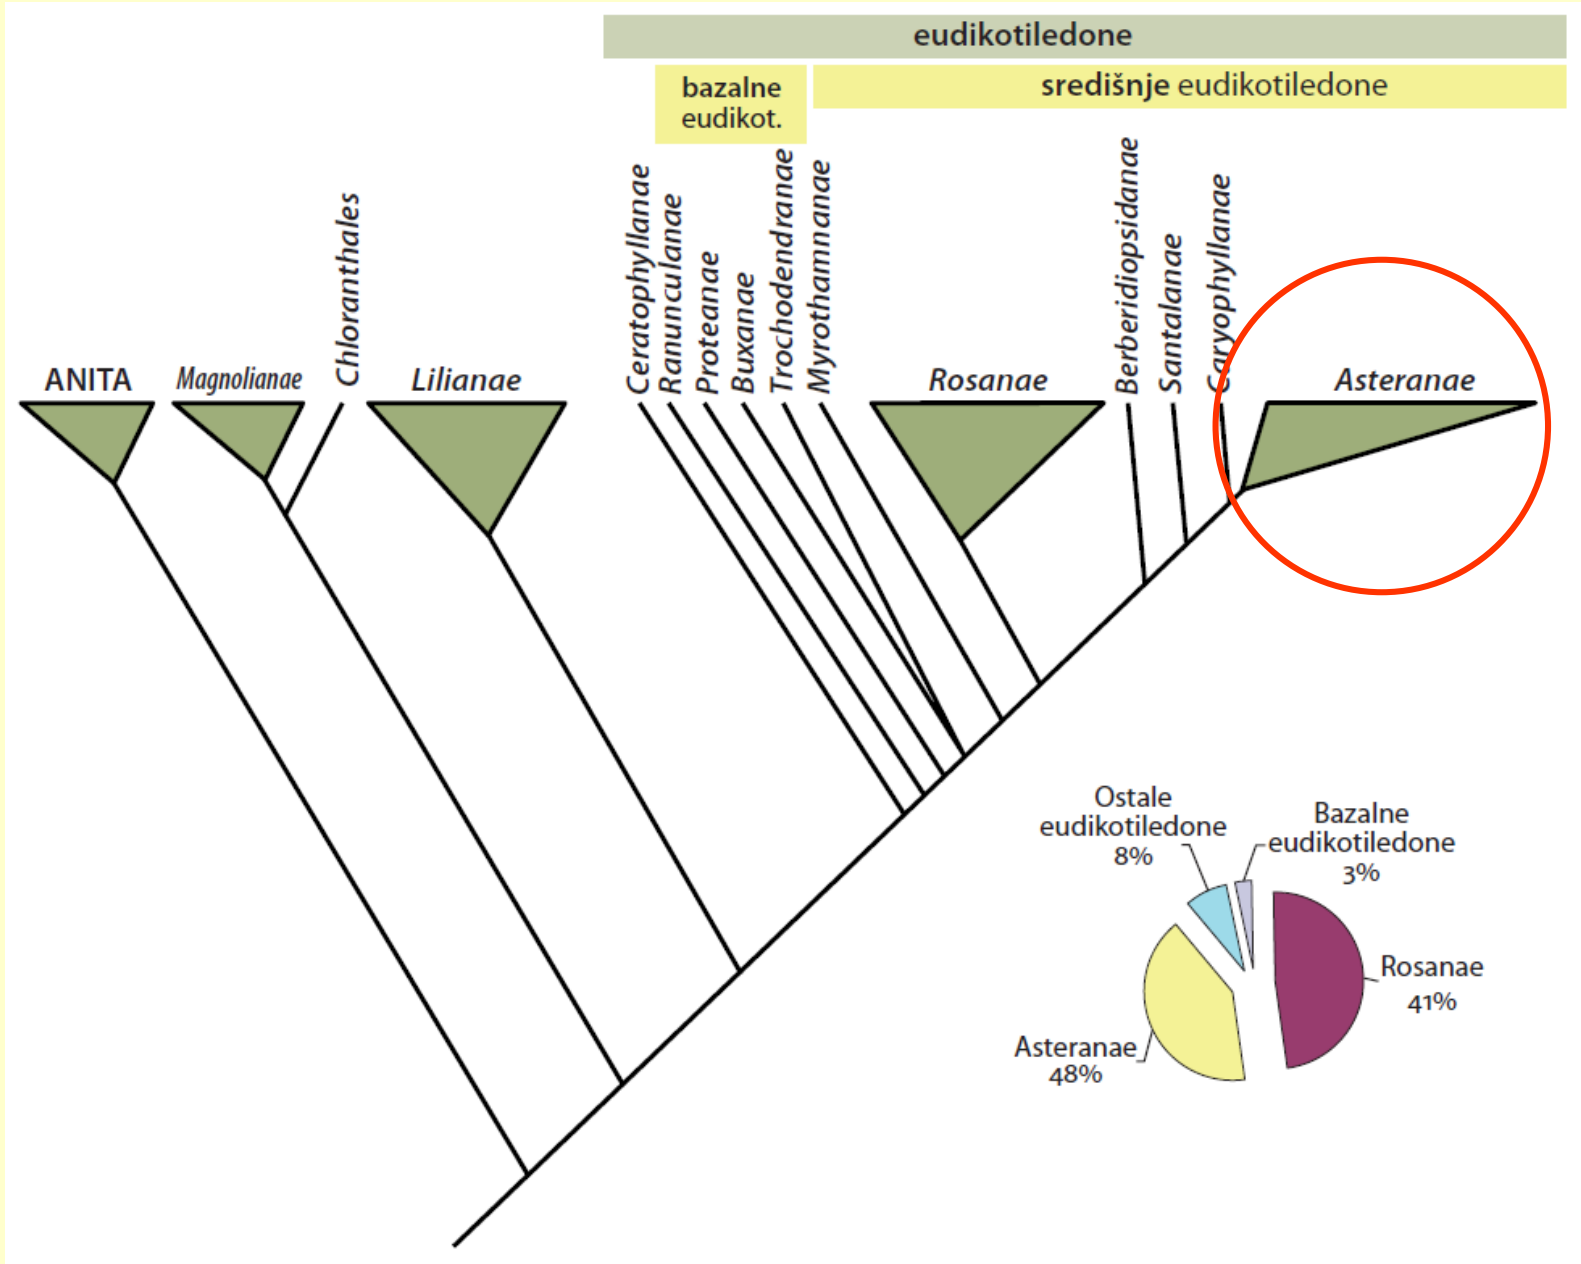 eudikotiledone
bazalne
eudikot.
središnje eudikotiledone
ANITA
Magnolianae
Chloranthales
Lilianae
Ceratophyllanae
Ranunculanae
Proteanae
Buxanae
Trochodendranae
Myrothamnanae
Rosanae
Berberidiopsidanae
Santalanae
Caryophyllanae
Asteranae
Ostale
eudikotiledone
8%
Bazalne
eudikotiledone
3%
Rosanae
41%
Asteranae
48%